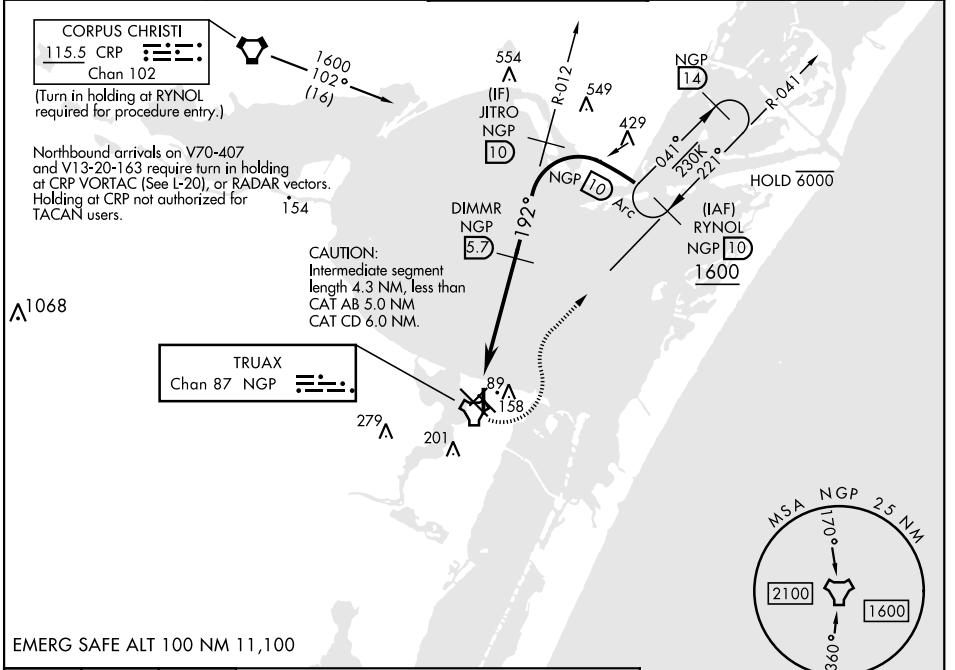 CORPUS CHRISTI
115.5 CRP
Chan 102
(Turn in holding at RYNOL
required for procedure entry.)
1600
102°
(16)
Northbound arrivals on V70-407
and V13-20-163 require turn in holding
at CRP VORTAC (See L-20), or RADAR vectors.
Holding at CRP not authorized for
TACAN users.
154
554
(IF)
JITRO
NGP
10
R-012
549
429
NGP
14
R-041
041°
230K
221°
HOLD 6000
NGP 10 Arc
(IAF)
RYNOL
NGP 10
1600
DIMMR
NGP
5.7
192°
CAUTION:
Intermediate segment
length 4.3 NM, less than
CAT AB 5.0 NM
CAT CD 6.0 NM.
1068
TRUAX
Chan 87 NGP
89
158
279
201
MSA NGP 25 NM
170°
2100
1600
360°
EMERG SAFE ALT 100 NM 11,100